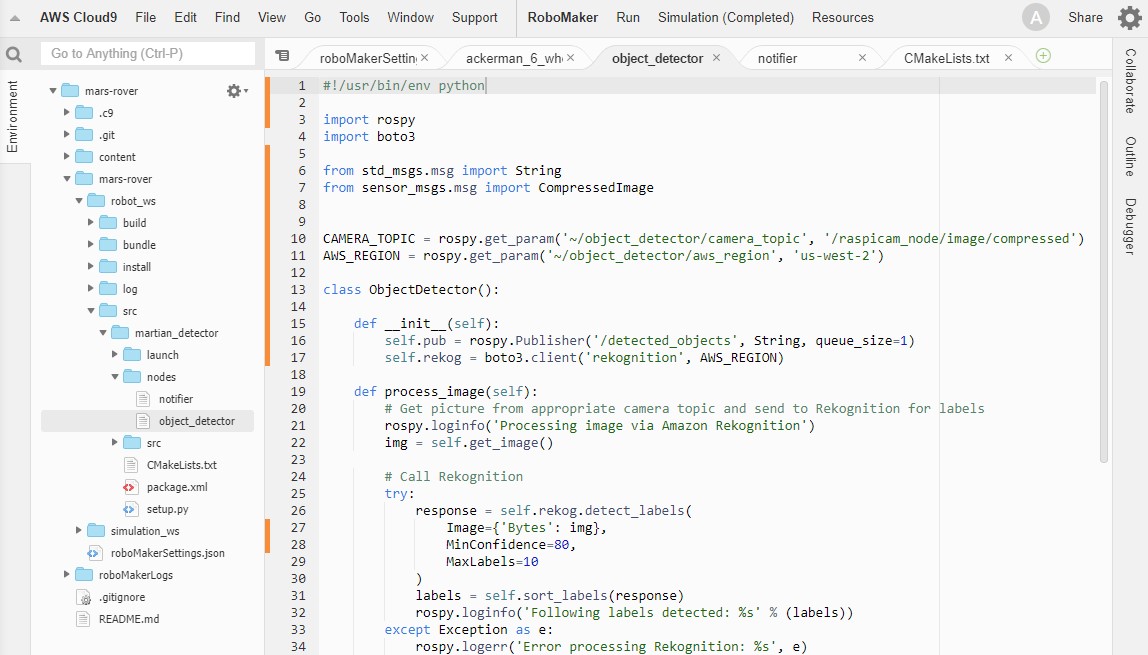 AWS Cloud9 File Edit Find View Go Tools Window Support RoboMaker Run Simulation (Completed) Resources A Share
Go to Anything (Ctrl-P)
roboMakerSettin ackerman_6_wh object_detector notifier CMakeLists.txt
Environment
mars-rover
.c9
.git
content
mars-rover
robot_ws
build
bundle
install
log
src
martian_detector
launch
nodes
notifier
object_detector
src
CMakeLists.txt
package.xml
setup.py
simulation_ws
roboMakerSettings.json
roboMakerLogs
.gitignore
README.md
1 #!/usr/bin/env python
2
3 import rospy
4 import boto3
5
6 from std_msgs.msg import String
7 from sensor_msgs.msg import CompressedImage
8
9
10 CAMERA_TOPIC = rospy.get_param('~/object_detector/camera_topic', '/raspicam_node/image/compressed')
11 AWS_REGION = rospy.get_param('~/object_detector/aws_region', 'us-west-2')
12
13 class ObjectDetector():
14
15     def __init__(self):
16         self.pub = rospy.Publisher('/detected_objects', String, queue_size=1)
17         self.rekog = boto3.client('rekognition', AWS_REGION)
18
19     def process_image(self):
20         # Get picture from appropriate camera topic and send to Rekognition for labels
21         rospy.loginfo('Processing image via Amazon Rekognition')
22         img = self.get_image()
23
24         # Call Rekognition
25         try:
26             response = self.rekog.detect_labels(
27                 Image={'Bytes': img},
28                 MinConfidence=80,
29                 MaxLabels=10
30             )
31             labels = self.sort_labels(response)
32             rospy.loginfo('Following labels detected: %s' % (labels))
33         except Exception as e:
34             rospy.logerr('Error processing Rekognition: %s', e)
Collaborate
Outline
Debugger